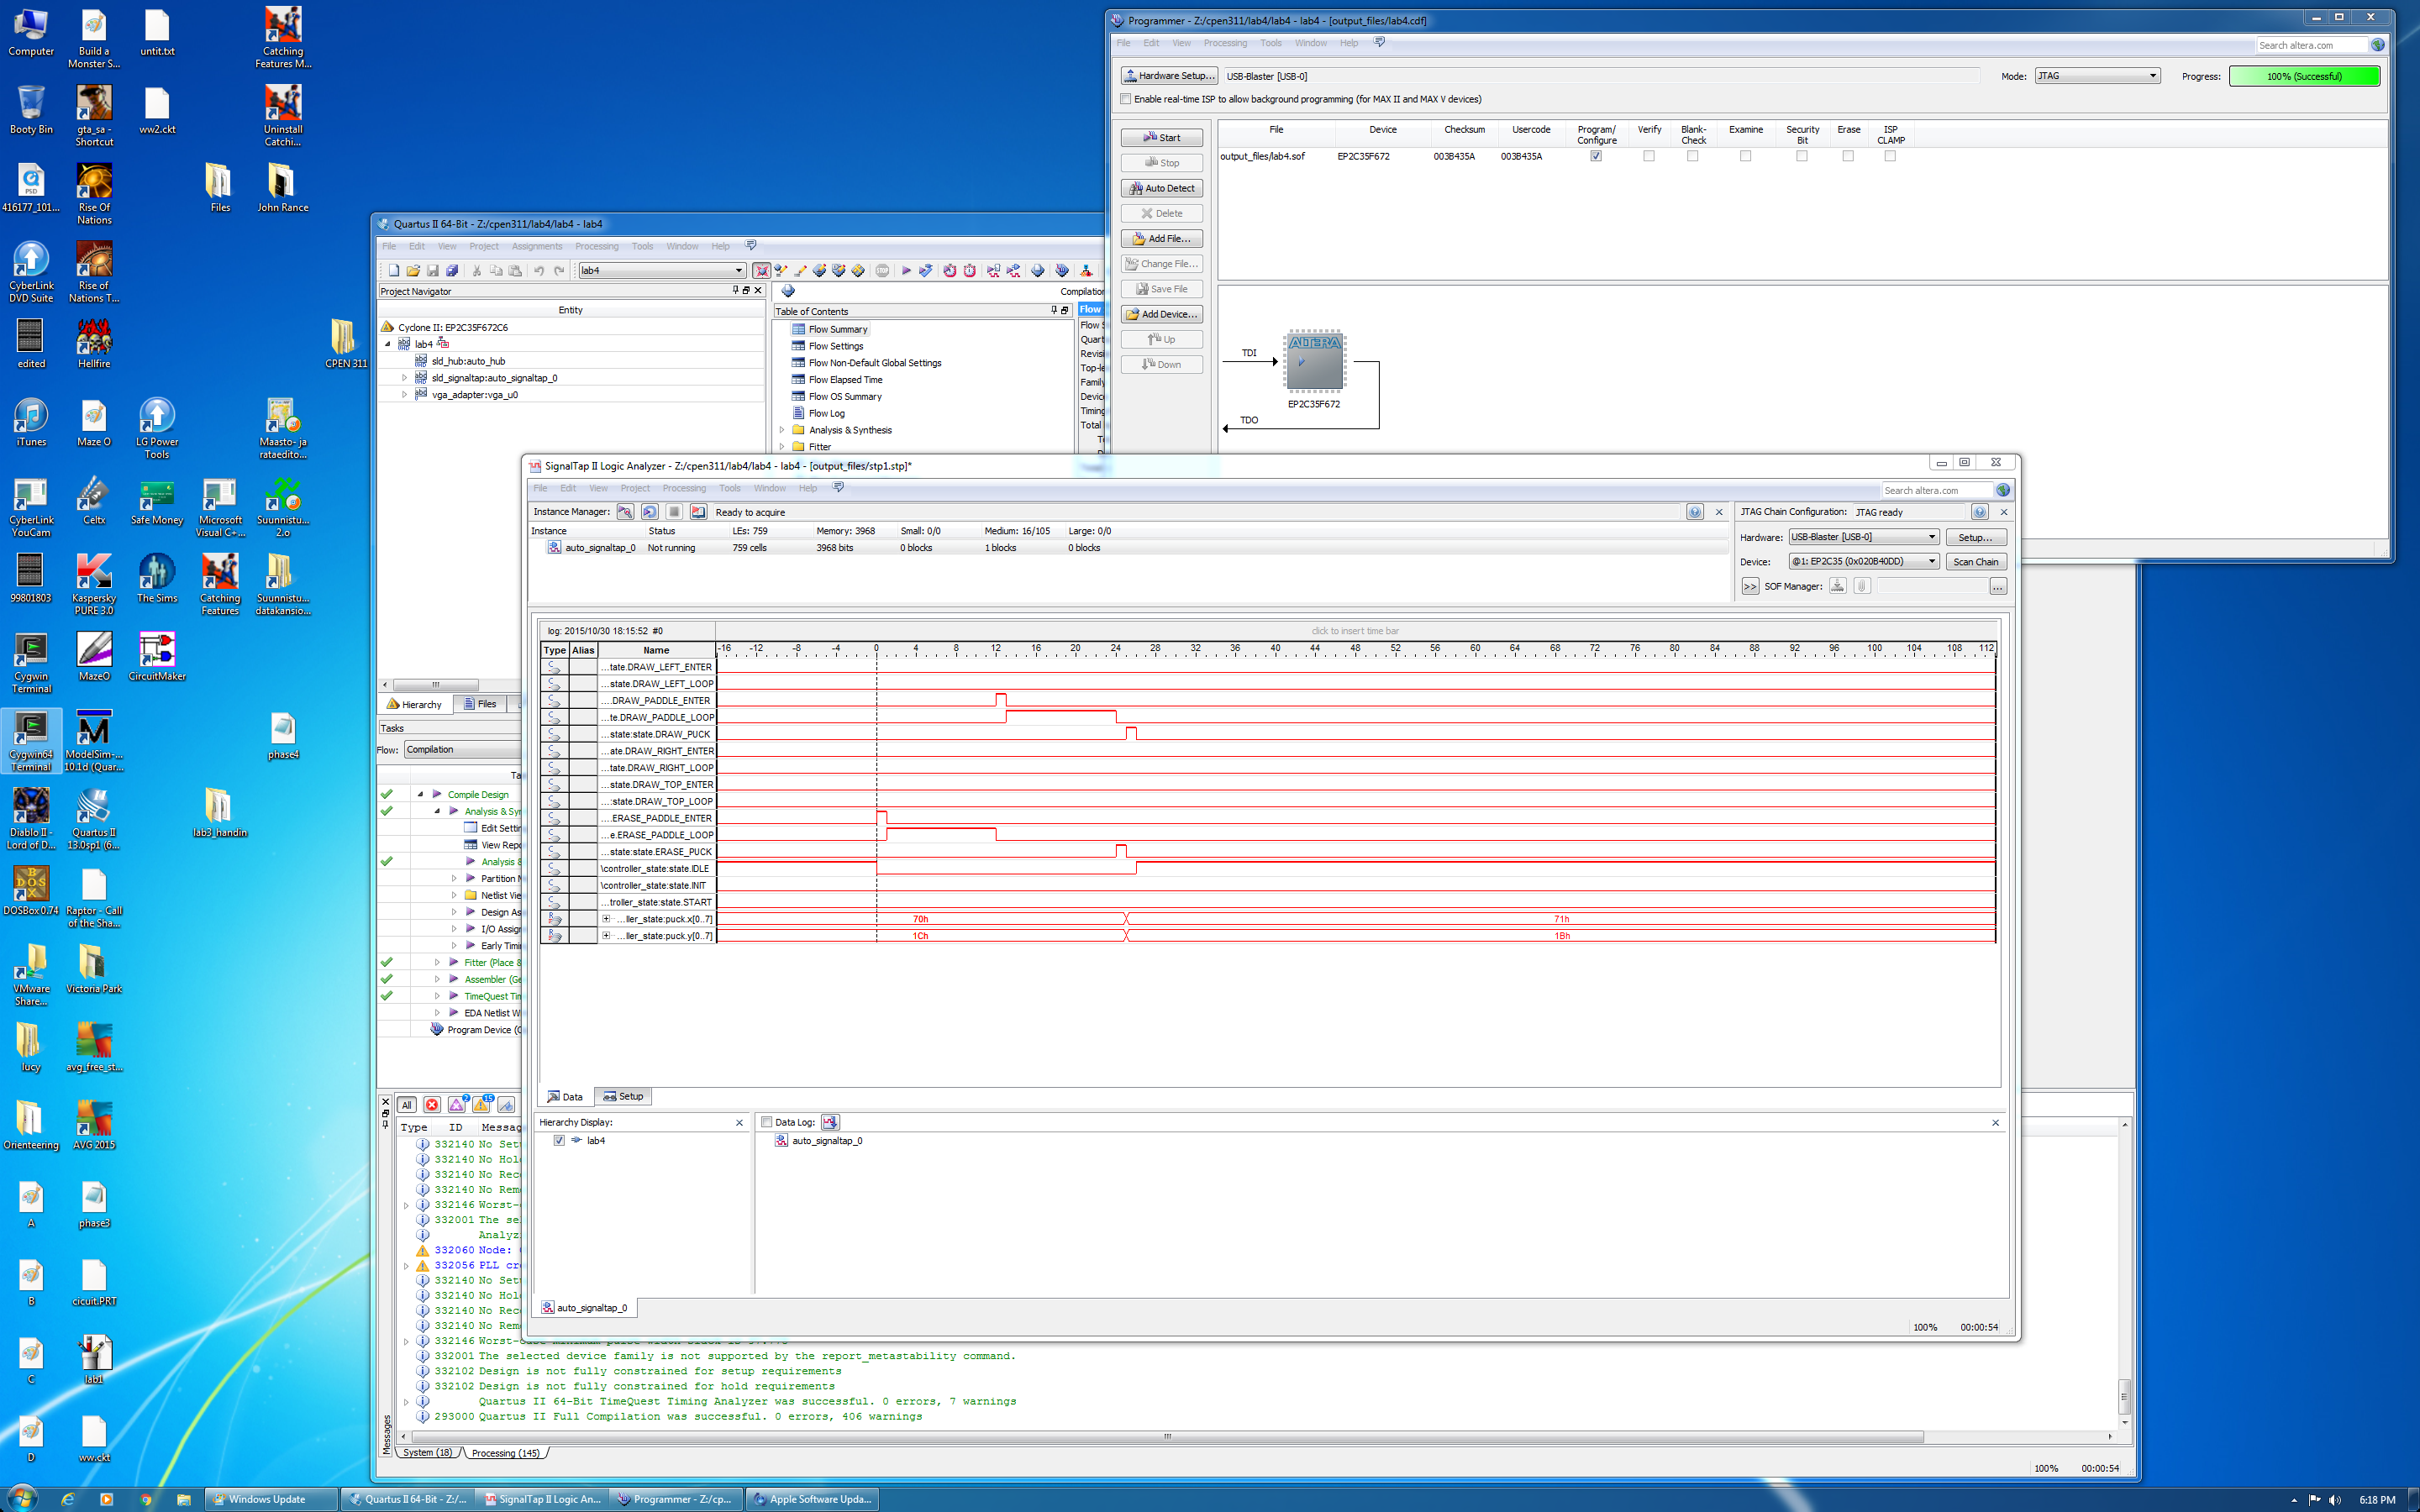 Computer
Build a
Monster S...
untit.txt
Catching
Features M...
Booty Bin
gta_sa -
Shortcut
ww2.ckt
Uninstall
Catchi...
416177_101...
Rise Of
Nations
Files
John Rance
CyberLink
DVD Suite
Rise of
Nations T...
edited
Hellfire
CPEN 311
iTunes
Maze O
LG Power
Tools
Maasto- ja
rataedito...
CyberLink
YouCam
Celtx
Safe Money
Microsoft
Visual C+...
Suunnistu...
2.0
99801803
Kaspersky
PURE 3.0
The Sims
Catching
Features
Suunnistu...
datakansio...
Cygwin
Terminal
MazeO
CircuitMaker
Cygwin64
Terminal
ModelSim-...
10.1d (Quar...
phase4
Diablo II -
Lord of D...
Quartus II
13.0sp1 (6...
lab3_handin
DOSBox 0.74
Raptor - Call
of the Sha...
VMware
Share...
Victoria Park
lucy
avg_free_st...
Orienteering
AVG 2015
A
phase3
B
cicuit.PRT
C
lab1
D
ww.ckt
Programmer - Z:/cpen311/lab4/lab4 - lab4 - [output_files/lab4.cdf]
File Edit View Processing Tools Window Help
Search altera.com
Hardware Setup... USB-Blaster [USB-0] Mode: JTAG Progress: 100% (Successful)
Enable real-time ISP to allow background programming (for MAX II and MAX V devices)
Start
Stop
Auto Detect
Delete
Add File...
Change File...
Save File
Add Device...
Up
Down
File Device Checksum Usercode Program/ Configure Verify Blank- Check Examine Security Bit Erase ISP CLAMP
output_files/lab4.sof EP2C35F672 003B435A 003B435A
TDI
ALTERA
EP2C35F672
TDO
Quartus II 64-Bit - Z:/cpen311/lab4/lab4 - lab4
File Edit View Project Assignments Processing Tools Window Help
lab4
Project Navigator
Entity
Cyclone II: EP2C35F672C6
lab4
sld_hub:auto_hub
sld_signaltap:auto_signaltap_0
vga_adapter:vga_u0
Hierarchy Files
Compilation
Table of Contents
Flow Summary
Flow Settings
Flow Non-Default Global Settings
Flow Elapsed Time
Flow OS Summary
Flow Log
Analysis & Synthesis
Fitter
Flow
Flow S
Quart
Revisi
Top-le
Family
Device
Timing
Total
Tasks
Flow: Compilation
Ta
Compile Design
Analysis & Syn
Edit Settin
View Repo
Analysis &
Partition M
Netlist Vie
Design Ass
I/O Assign
Early Timin
Fitter (Place &
Assembler (Ge
TimeQuest Tim
EDA Netlist W
Program Device (O
SignalTap II Logic Analyzer - Z:/cpen311/lab4/lab4 - lab4 - [output_files/stp1.stp]*
File Edit View Project Processing Tools Window Help
Search altera.com
Instance Manager: Ready to acquire
Instance Status LEs: 759 Memory: 3968 Small: 0/0 Medium: 16/105 Large: 0/0
auto_signaltap_0 Not running 759 cells 3968 bits 0 blocks 1 blocks 0 blocks
JTAG Chain Configuration: JTAG ready
Hardware: USB-Blaster [USB-0] Setup...
Device: @1: EP2C35 (0x020B40DD) Scan Chain
>> SOF Manager: ...
log: 2015/10/30 18:15:52 #0 click to insert time bar
Type Alias Name -16 -12 -8 -4 0 4 8 12 16 20 24 28 32 36 40 44 48 52 56 60 64 68 72 76 80 84 88 92 96 100 104 108 112
...tate.DRAW_LEFT_ENTER
...state.DRAW_LEFT_LOOP
....DRAW_PADDLE_ENTER
...te.DRAW_PADDLE_LOOP
...state:state.DRAW_PUCK
...ate.DRAW_RIGHT_ENTER
...tate.DRAW_RIGHT_LOOP
...state.DRAW_TOP_ENTER
...:state.DRAW_TOP_LOOP
....ERASE_PADDLE_ENTER
...e.ERASE_PADDLE_LOOP
...state:state.ERASE_PUCK
\controller_state:state.IDLE
\controller_state:state.INIT
...troller_state:state.START
...ller_state:puck.x[0..7] 70h 71h
...ller_state:puck.y[0..7] 1Ch 1Bh
Data Setup
Hierarchy Display:
lab4
Data Log:
auto_signaltap_0
auto_signaltap_0
100% 00:00:54
All 2 15
Type ID Messag
332140 No Set
332140 No Hol
332140 No Rec
332140 No Rem
332146 Worst-
332001 The se
Analyz
332060 Node:
332056 PLL cr
332140 No Set
332140 No Hol
332140 No Rec
332140 No Rem
332146
332001 The selected device family is not supported by the report_metastability command.
332102 Design is not fully constrained for setup requirements
332102 Design is not fully constrained for hold requirements
Quartus II 64-Bit TimeQuest Timing Analyzer was successful. 0 errors, 7 warnings
293000 Quartus II Full Compilation was successful. 0 errors, 406 warnings
Messages
System (18) Processing (145)
100% 00:00:54
Windows Update Quartus II 64-Bit - Z:/... SignalTap II Logic An... Programmer - Z:/cp... Apple Software Upda...
6:18 PM